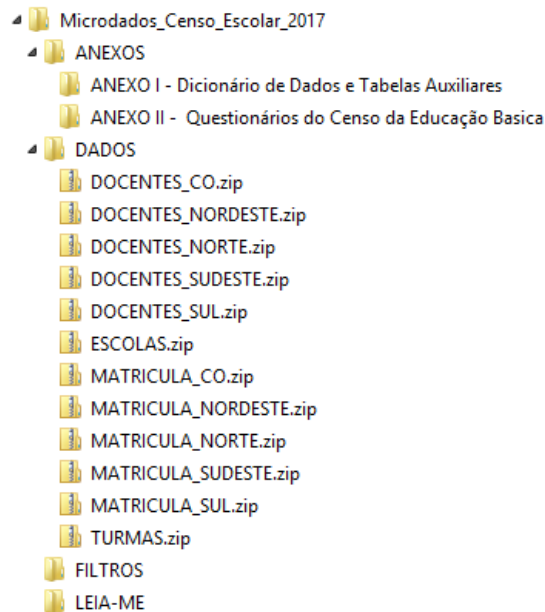 Microdados_Censo_Escolar_2017
ANEXOS
ANEXO I - Dicionário de Dados e Tabelas Auxiliares
ANEXO II - Questionários do Censo da Educação Basica
DADOS
DOCENTES_CO.zip
DOCENTES_NORDESTE.zip
DOCENTES_NORTE.zip
DOCENTES_SUDESTE.zip
DOCENTES_SUL.zip
ESCOLAS.zip
MATRICULA_CO.zip
MATRICULA_NORDESTE.zip
MATRICULA_NORTE.zip
MATRICULA_SUDESTE.zip
MATRICULA_SUL.zip
TURMAS.zip
FILTROS
LEIA-ME